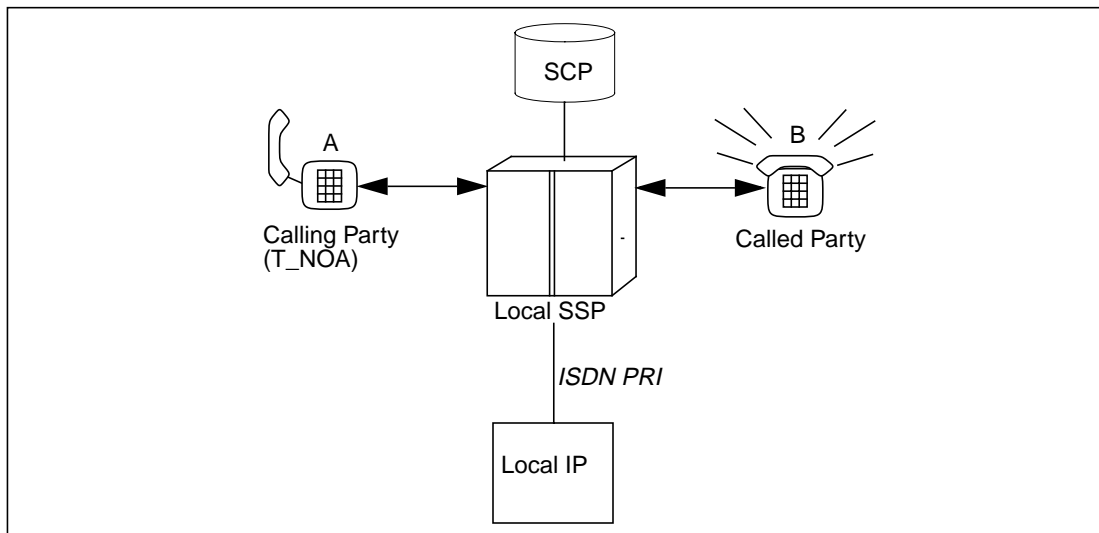 SCP
A
B
Calling Party
(T_NOA)
Called Party
Local SSP
ISDN PRI
Local IP